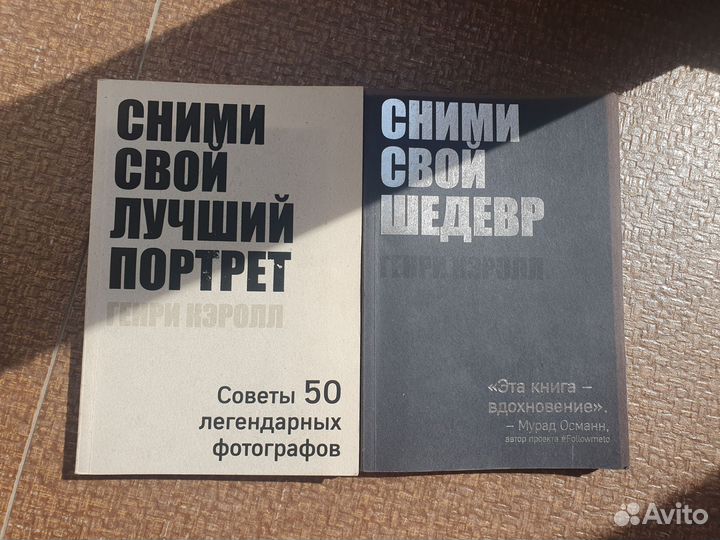 СНИМИ
СВОЙ
ЛУЧШИЙ
ПОРТРЕТ
ГЕНРИ КЭРОЛЛ
Советы 50
легендарных
фотографов
СНИМИ
СВОЙ
ШЕДЕВР
ГЕНРИ КЭРОЛЛ
«Эта книга –
вдохновение».
– Мурад Османн,
автор проекта #Followmeto
Avito